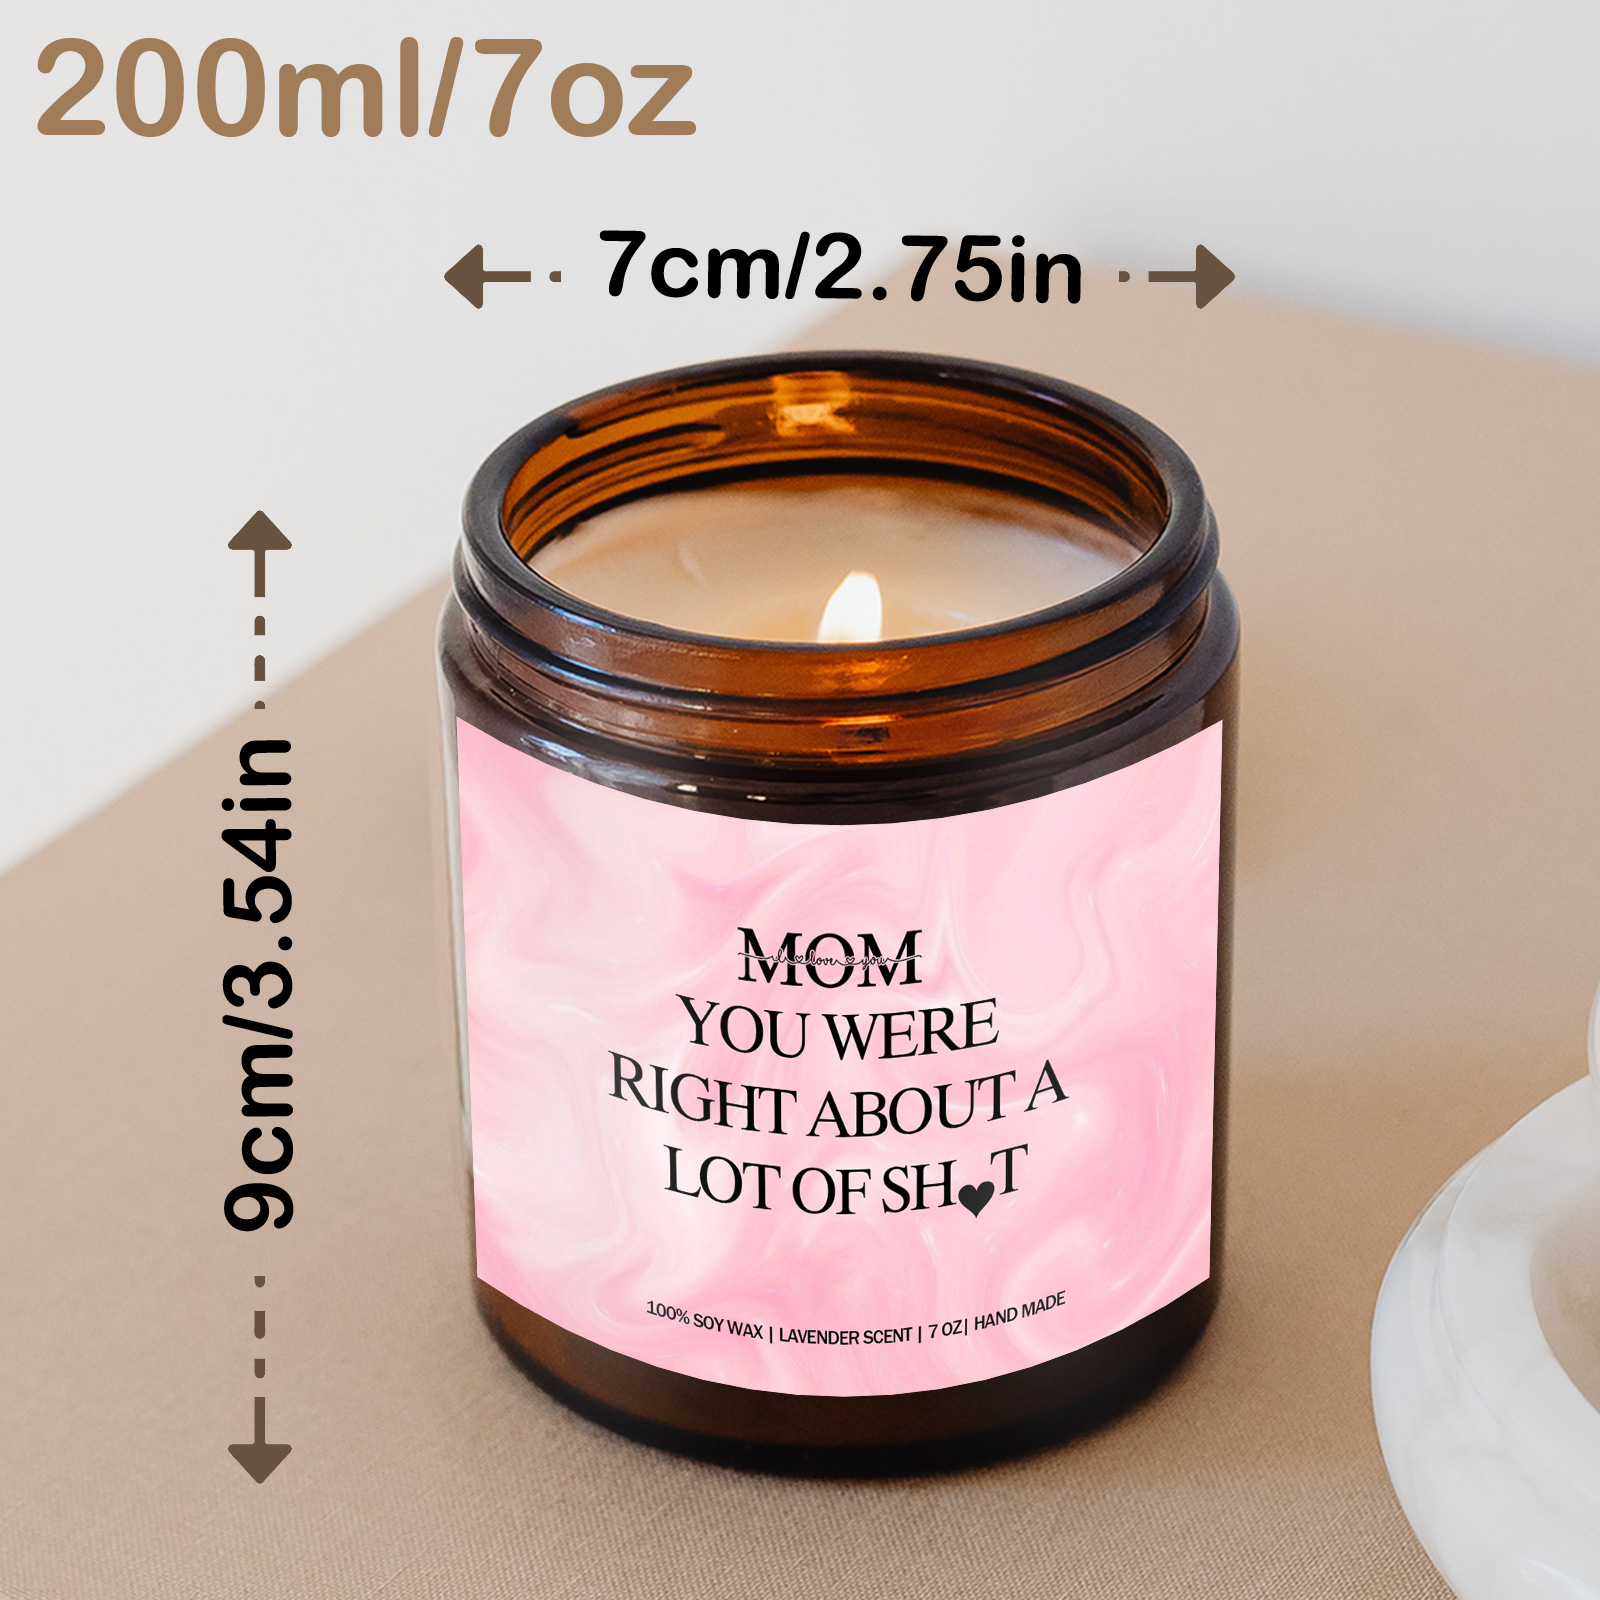 200ml/7oz
7cm/2.75in
9cm/3.54in
MOM
I love you
YOU WERE
RIGHT ABOUT A
LOT OF SH♥T
100% SOY WAX | LAVENDER SCENT | 7 OZ| HAND MADE